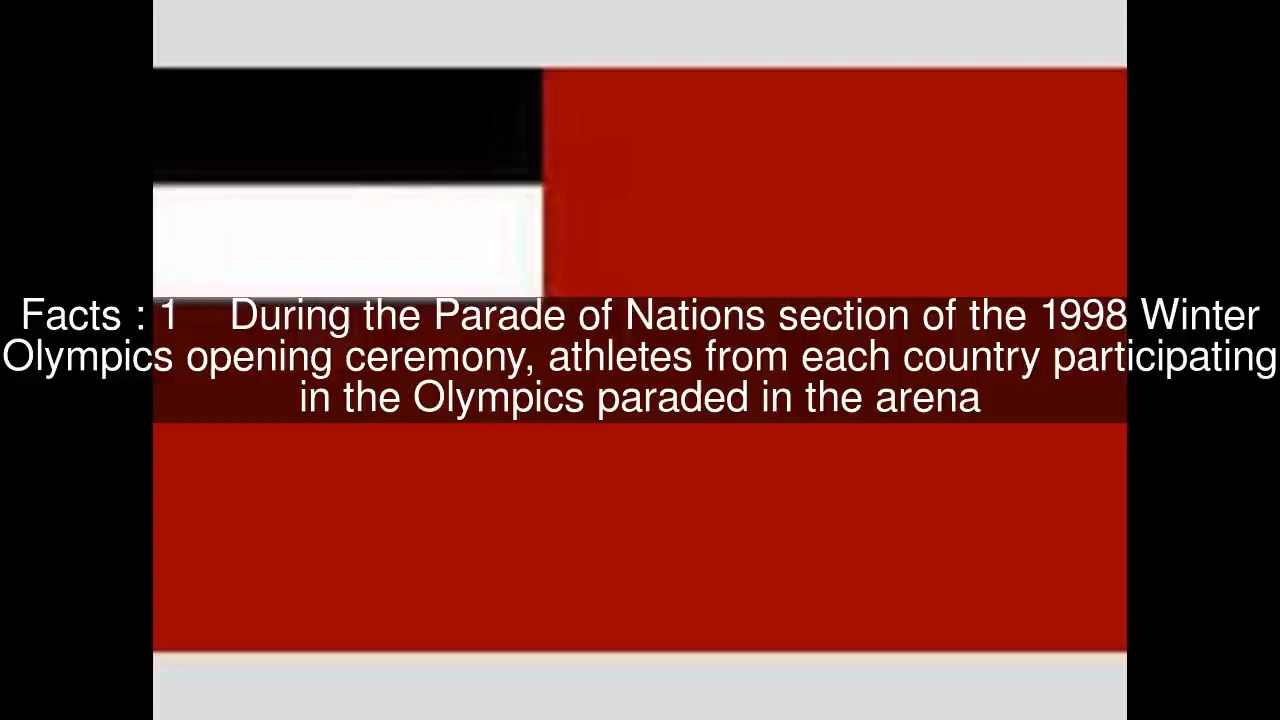 Facts : 1 During the Parade of Nations section of the 1998 Winter
Olympics opening ceremony, athletes from each country participating
in the Olympics paraded in the arena